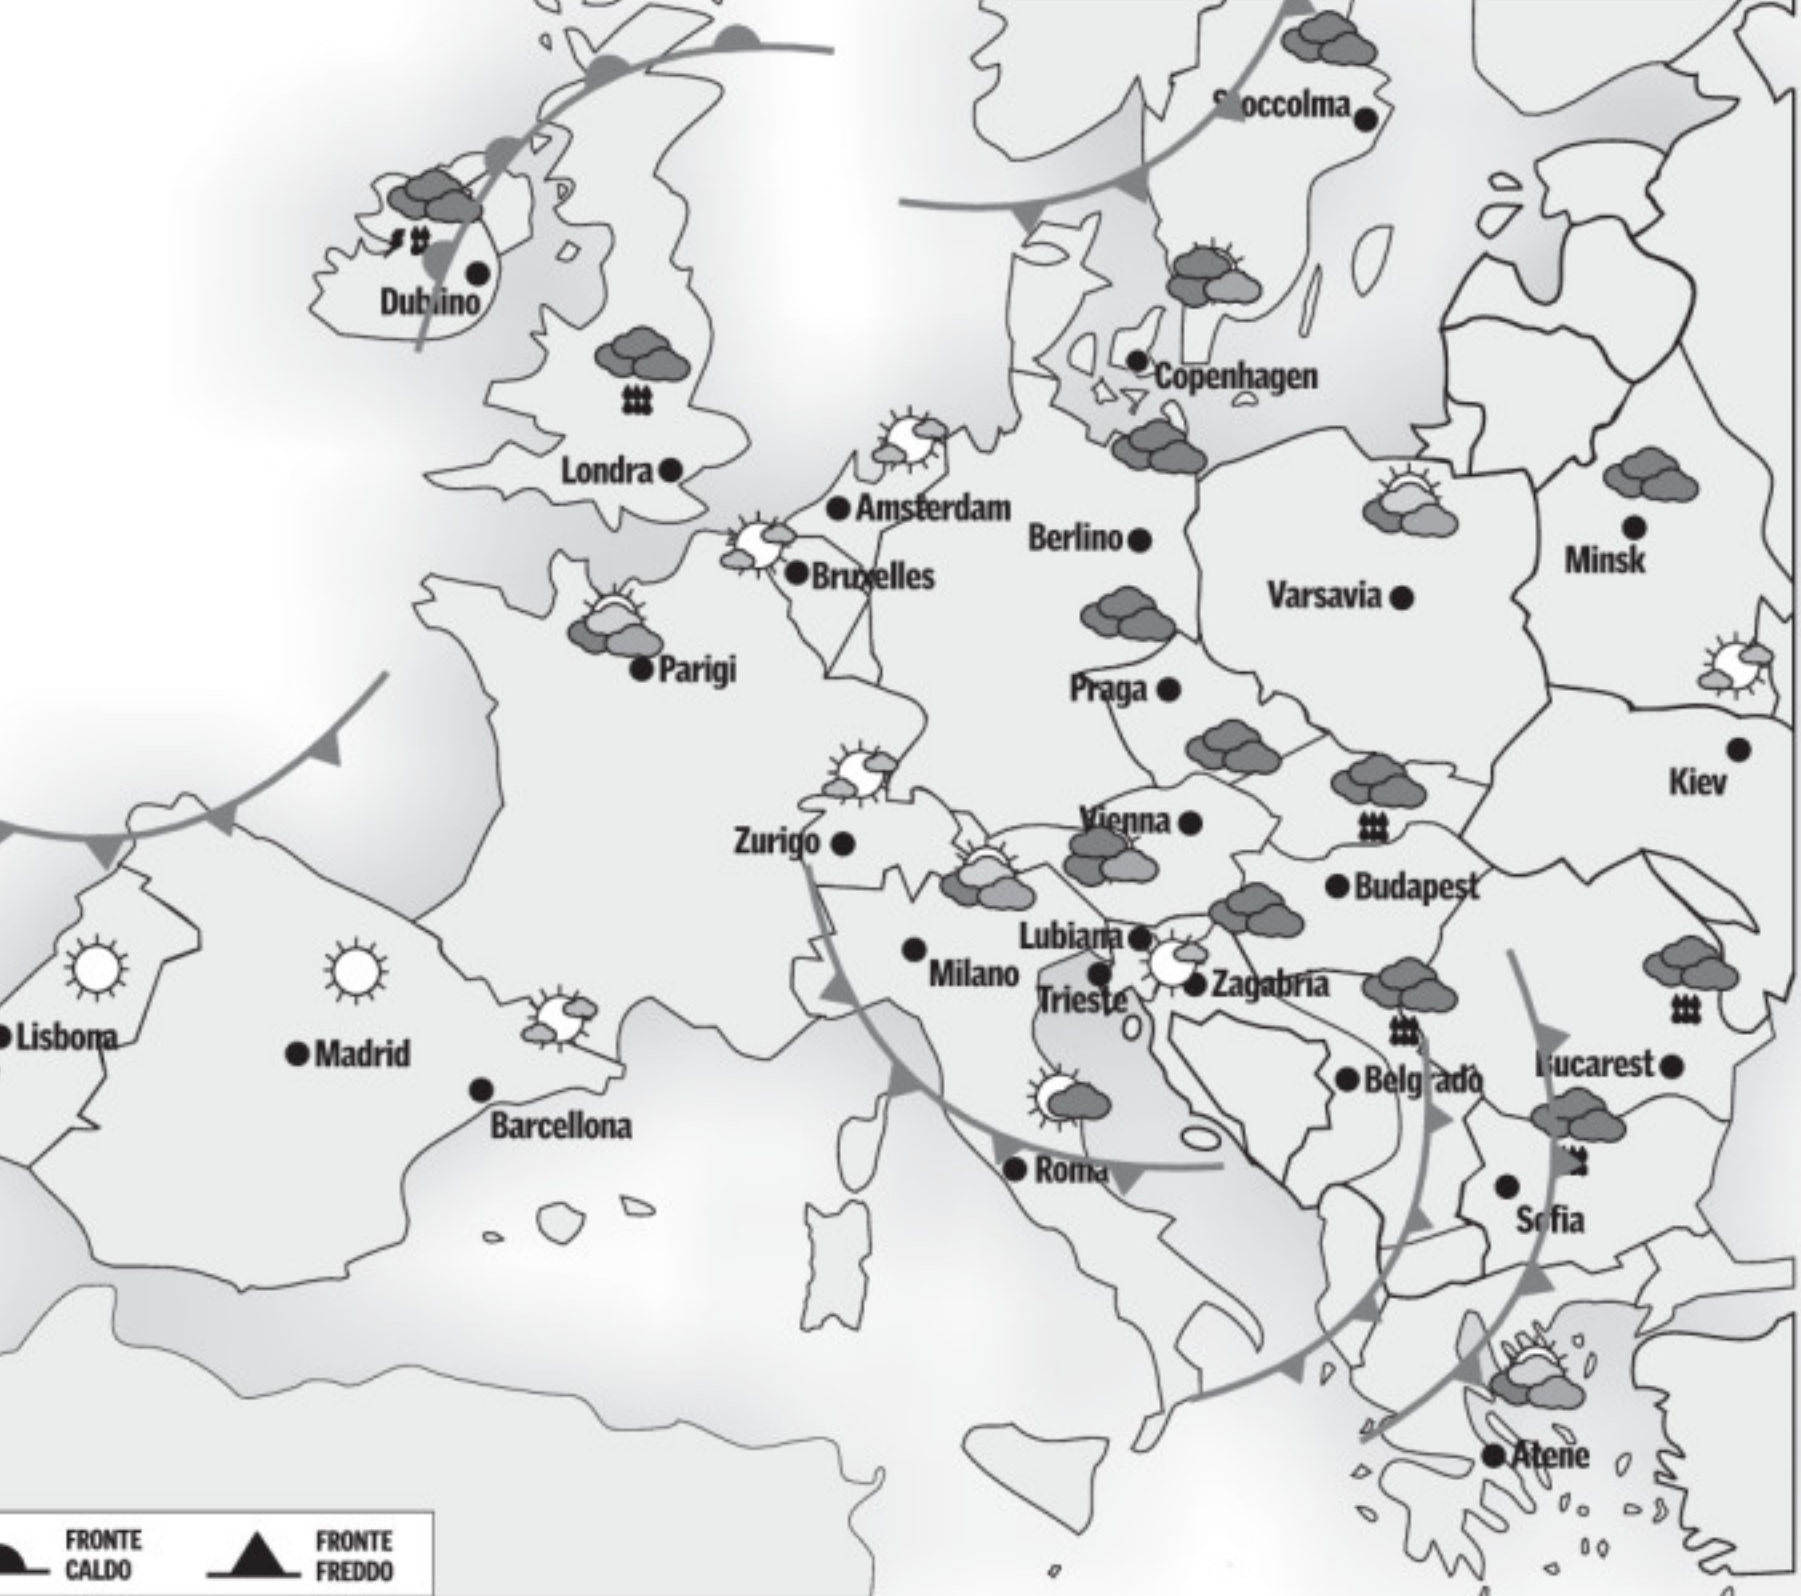 Stoccolma
Dublino
Copenhagen
Londra
Amsterdam
Berlino
Bruxelles
Minsk
Varsavia
Parigi
Praga
Kiev
Vienna
Zurigo
Budapest
Lubiana
Milano
Zagabria
Trieste
Lisbona
Madrid
Bucarest
Belgrado
Barcellona
Roma
Sofia
Atene
FRONTE
CALDO
FRONTE
FREDDO